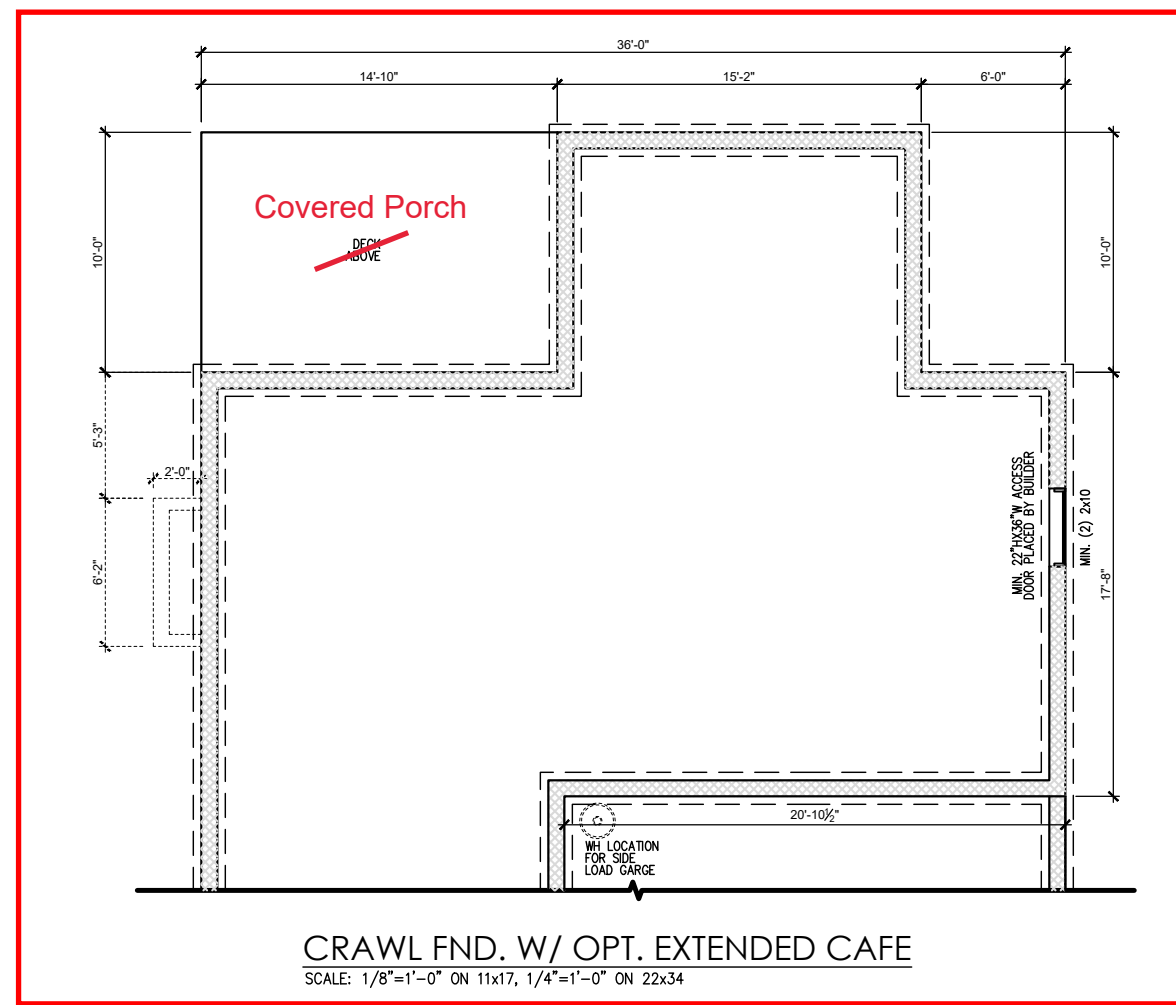 36'-0"
14'-10"
15'-2"
6'-0"
Covered Porch
DECK
ABOVE
10'-0"
10'-0"
5'-3"
2'-0"
6'-2"
MIN. 22"HX36"W ACCESS
DOOR PLACED BY BUILDER
MIN. (2) 2x10
17'-8"
20'-10½"
WH LOCATION
FOR SIDE
LOAD GARGE
CRAWL FND. W/ OPT. EXTENDED CAFE
SCALE: 1/8"=1'-0" ON 11x17, 1/4"=1'-0" ON 22x34